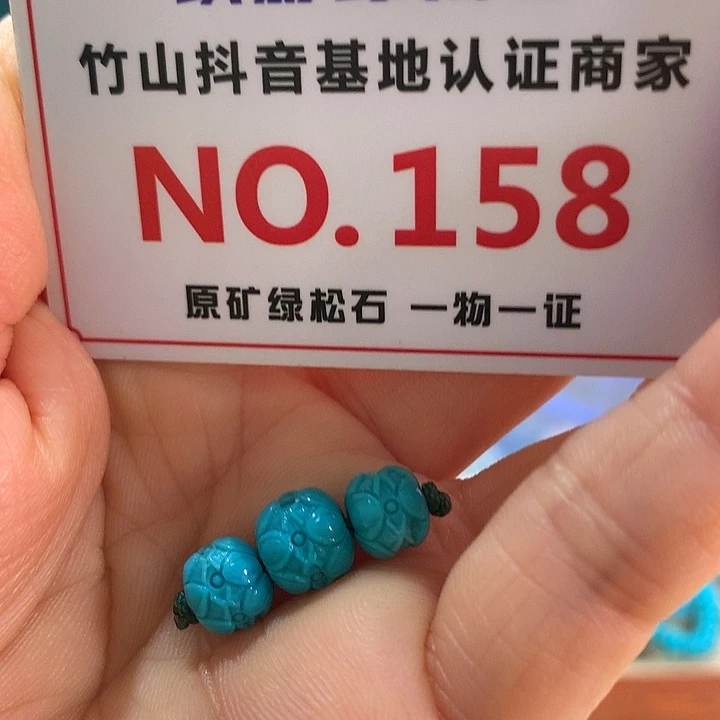 竹山抖音基地认证商家
NO.158
原矿绿松石 一物一证